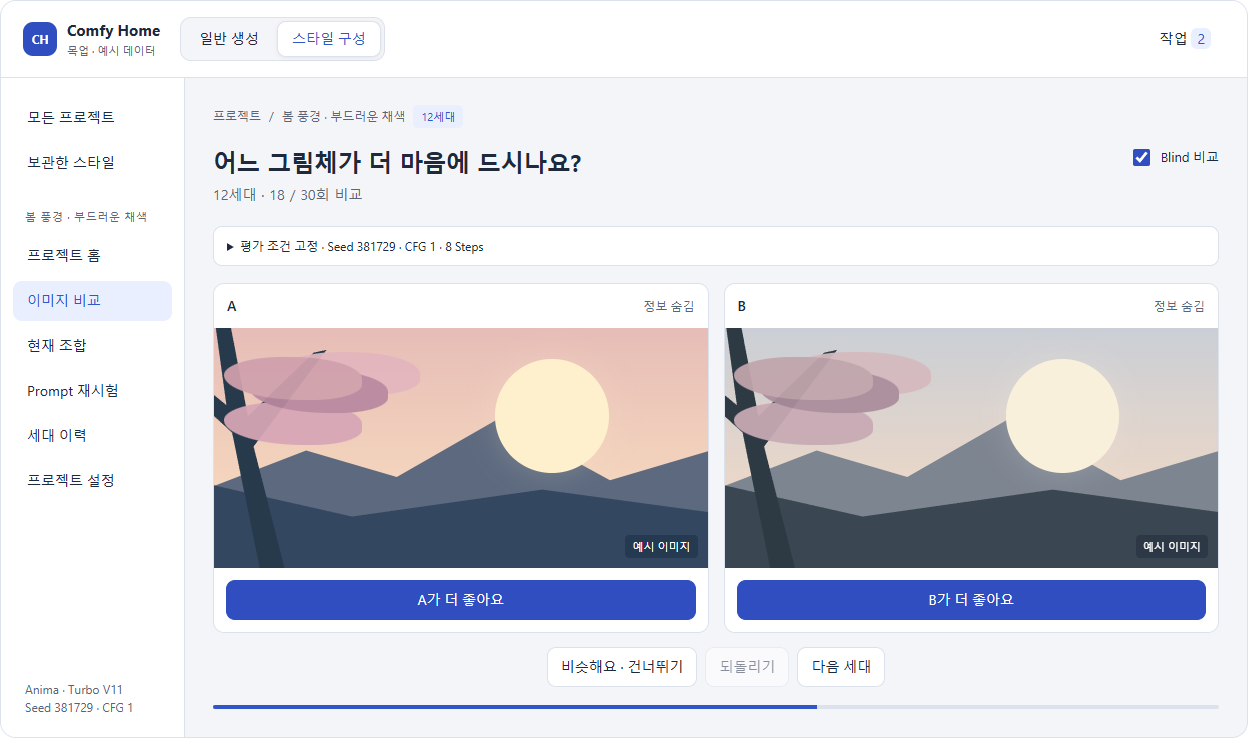 CH
Comfy Home
목업 · 예시 데이터
일반 생성
스타일 구성
작업 2
모든 프로젝트
보관한 스타일
봄 풍경 · 부드러운 채색
프로젝트 홈
이미지 비교
현재 조합
Prompt 재시험
세대 이력
프로젝트 설정
Anima · Turbo V11
Seed 381729 · CFG 1
프로젝트 / 봄 풍경 · 부드러운 채색 12세대
어느 그림체가 더 마음에 드시나요?
12세대 · 18 / 30회 비교
Blind 비교
▶ 평가 조건 고정 · Seed 381729 · CFG 1 · 8 Steps
A 정보 숨김
예시 이미지
A가 더 좋아요
B 정보 숨김
예시 이미지
B가 더 좋아요
비슷해요 · 건너뛰기
되돌리기
다음 세대